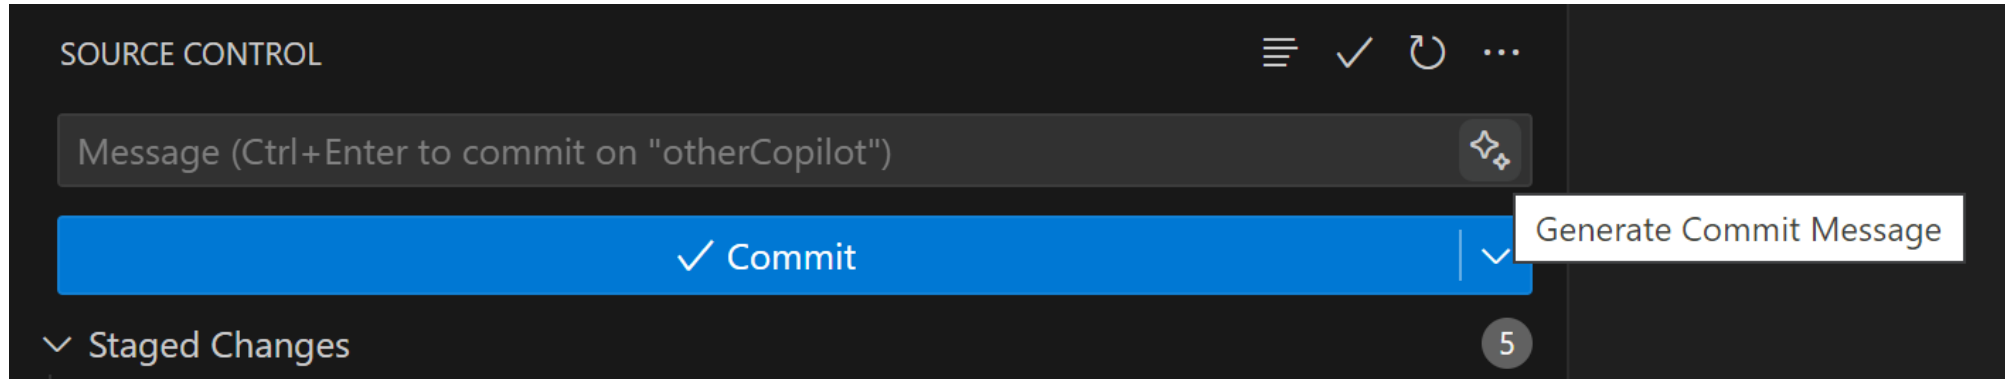 SOURCE CONTROL
Message (Ctrl+Enter to commit on "otherCopilot")
Generate Commit Message
Commit
Staged Changes
5